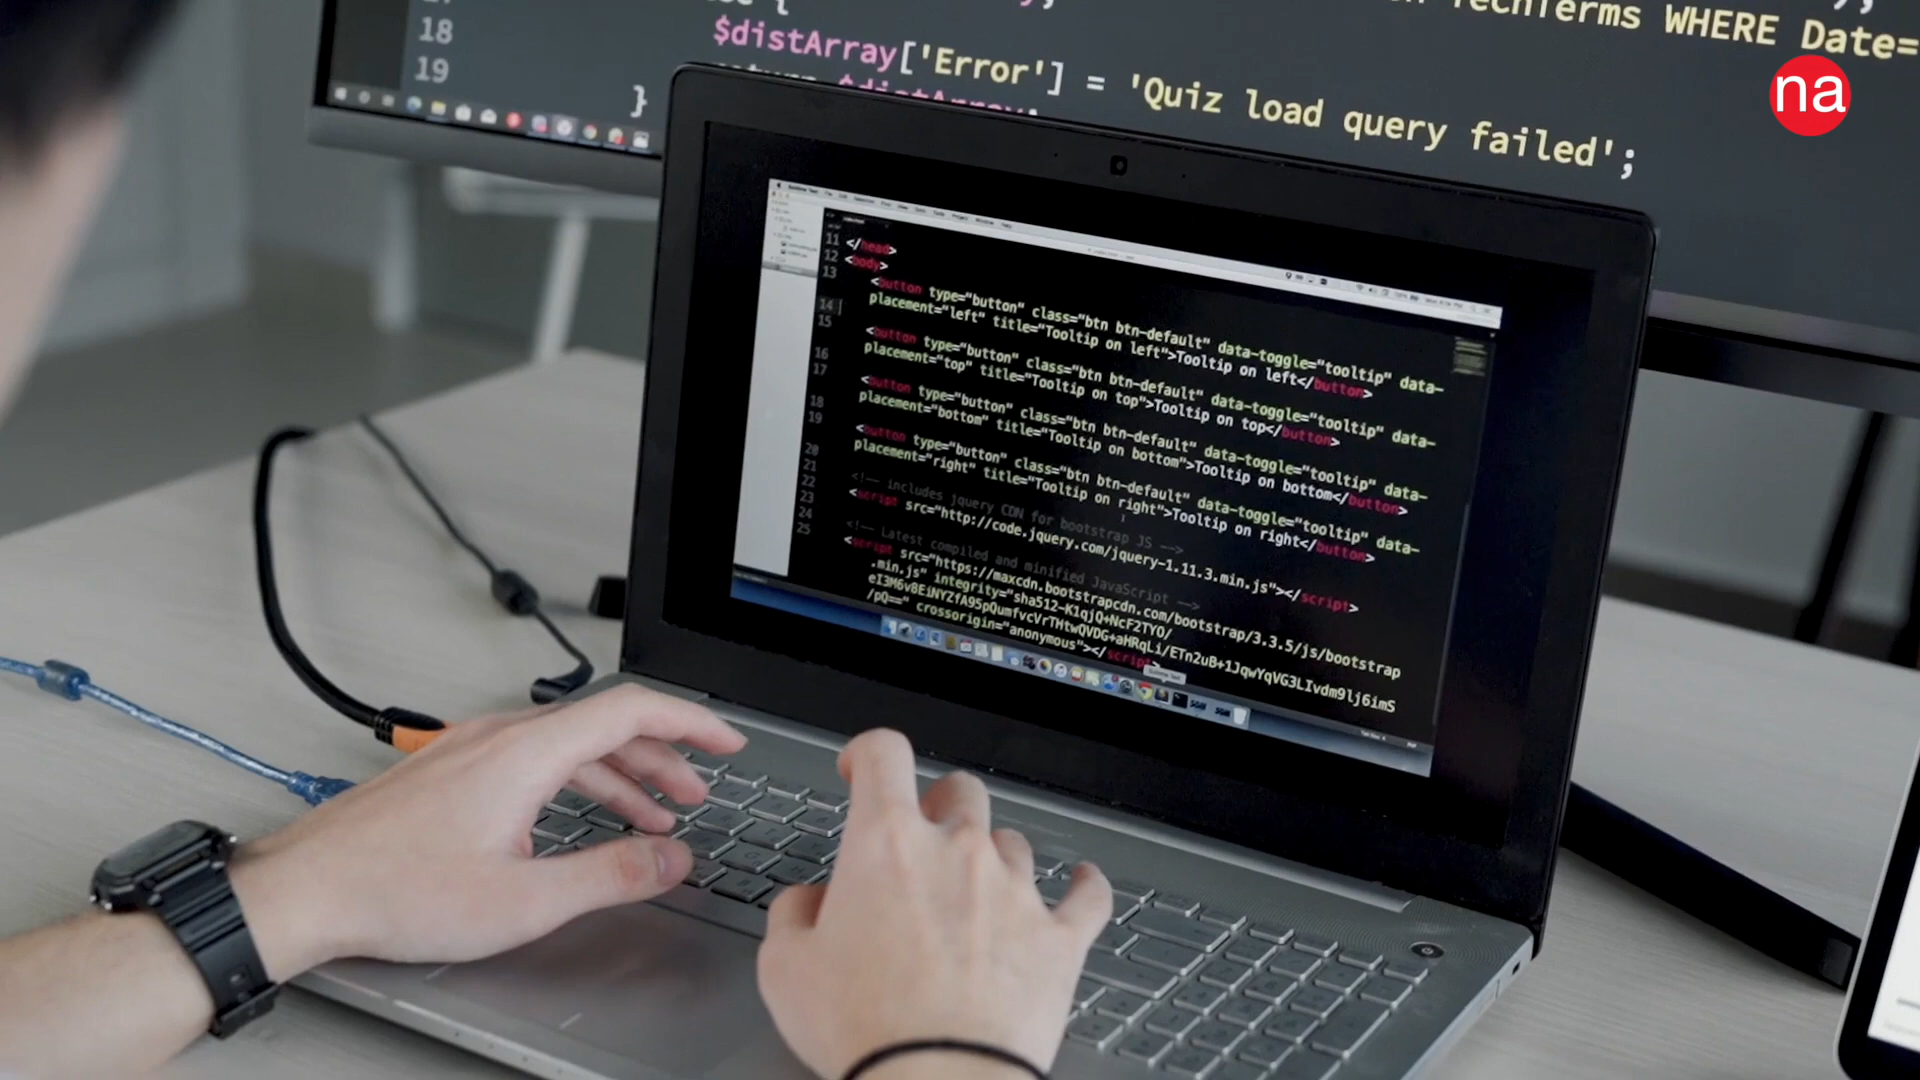 TechTerms WHERE Date=
18
$distArray['Error'] = 'Quiz load query failed';
19
}
na
11 </head>
12 <body>
13
<button type="button" class="btn btn-default" data-toggle="tooltip" data-
14 placement="left" title="Tooltip on left">Tooltip on left</button>
15
<button type="button" class="btn btn-default" data-toggle="tooltip" data-
16 placement="top" title="Tooltip on top">Tooltip on top</button>
17
<button type="button" class="btn btn-default" data-toggle="tooltip" data-
18 placement="bottom" title="Tooltip on bottom">Tooltip on bottom</button>
19
<button type="button" class="btn btn-default" data-toggle="tooltip" data-
20 placement="right" title="Tooltip on right">Tooltip on right</button>
21
22 <!-- includes jquery CDN for bootstrap JS -->
23 <script src="http://code.jquery.com/jquery-1.11.3.min.js"></script>
24 <!-- Latest compiled and minified JavaScript -->
25 <script src="https://maxcdn.bootstrapcdn.com/bootstrap/3.3.5/js/bootstrap
.min.js" integrity="sha512-K1qjQ+NcF2TYO/
eI3M6v8EiNYZfA95pQumfvcVrTHtwQVDG+aHRqLi/ETn2uB+1JqwYqVG3LIvdm9lj6imS
/pQ==" crossorigin="anonymous"></script>